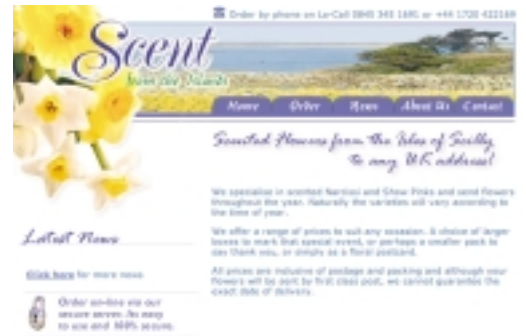 Order by phone on Lo-Call 0845 345 1691 or +44 1720 422169
Scent
from the Islands
Home Order News About Us Contact
Scented Flowers from the Isles of Scilly
to any UK address!
We specialise in scented Narcissi and Show Pinks and send flowers
throughout the year. Naturally the varieties will vary according to
the time of year.
Latest News
We offer a range of prices to suit any occasion. A choice of larger
boxes to mark that special event, or perhaps a smaller pack to
say thank you, or simply as a floral postcard.
Click here for more news.
All prices are inclusive of postage and packing and although your
flowers will be sent by first class post, we cannot guarantee the
exact date of delivery.
Order on-line via our
secure server. Its easy
to use and 100% secure.